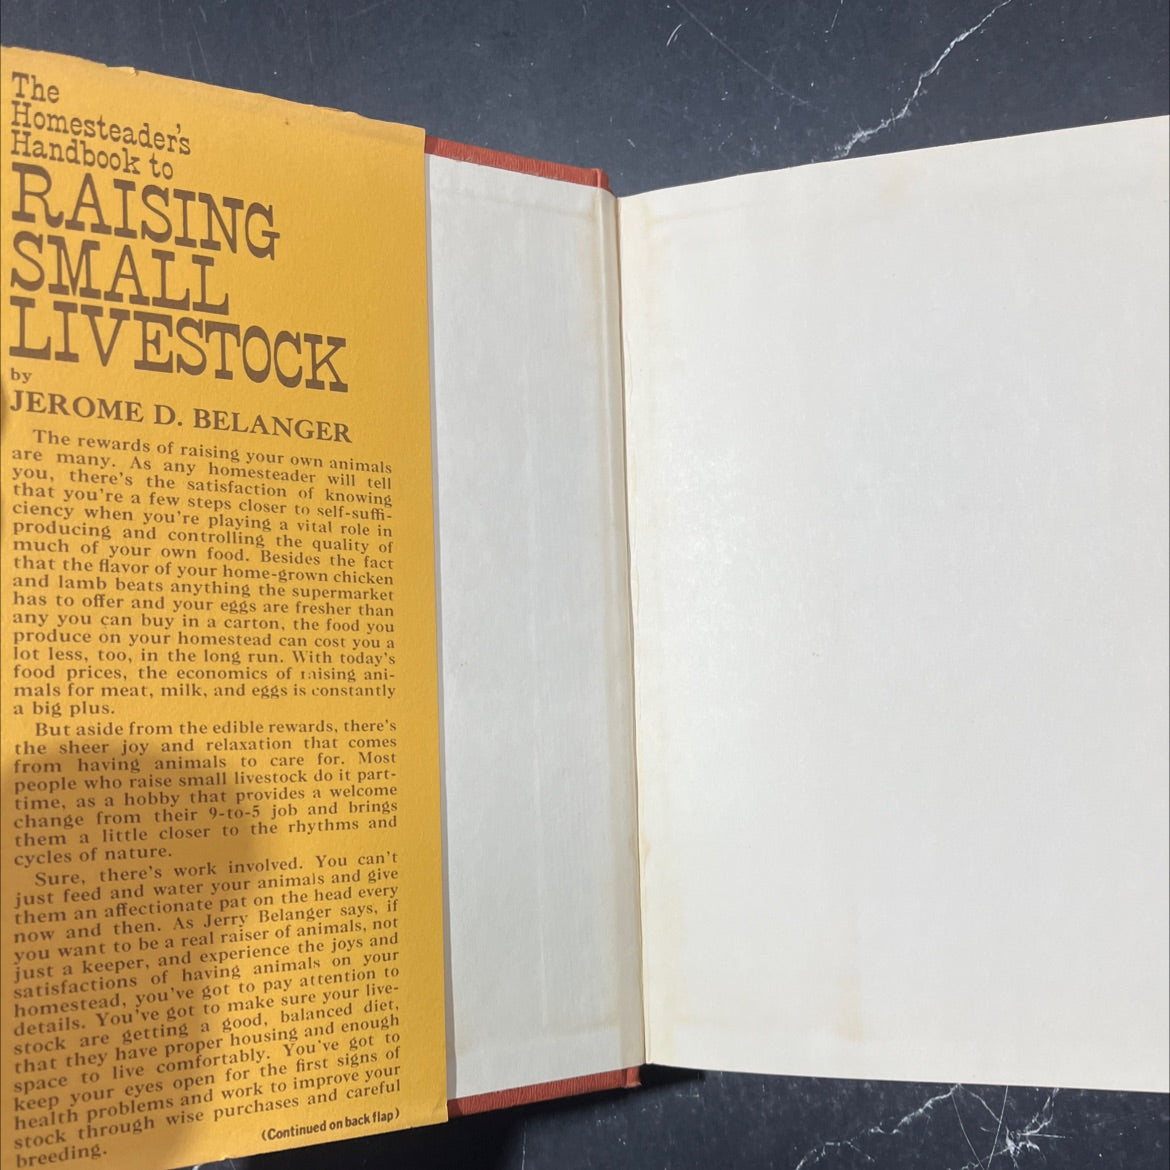 The
Homesteader's
Handbook to
RAISING
SMALL
LIVESTOCK
by
JEROME D. BELANGER
The rewards of raising your own animals
are many. As any homesteader will tell
you, there's the satisfaction of knowing
that you're a few steps closer to self-suffi-
ciency when you're playing a vital role in
producing and controlling the quality of
much of your own food. Besides the fact
that the flavor of your home-grown chicken
and lamb beats anything the supermarket
has to offer and your eggs are fresher than
any you can buy in a carton, the food you
produce on your homestead can cost you a
lot less, too, in the long run. With today's
food prices, the economics of raising ani-
mals for meat, milk, and eggs is constantly
a big plus.
But aside from the edible rewards, there's
the sheer joy and relaxation that comes
from having animals to care for. Most
people who raise small livestock do it part-
time, as a hobby that provides a welcome
change from their 9-to-5 job and brings
them a little closer to the rhythms and
cycles of nature.
Sure, there's work involved. You can't
just feed and water your animals and give
them an affectionate pat on the head every
now and then. As Jerry Belanger says, if
you want to be a real raiser of animals, not
just a keeper, and experience the joys and
satisfactions of having animals on your
homestead, you've got to pay attention to
details. You've got to make sure your live-
stock are getting a good, balanced diet,
that they have proper housing and enough
space to live comfortably. You've got to
keep your eyes open for the first signs of
health problems and work to improve your
stock through wise purchases and careful
breeding.
(Continued on back flap)